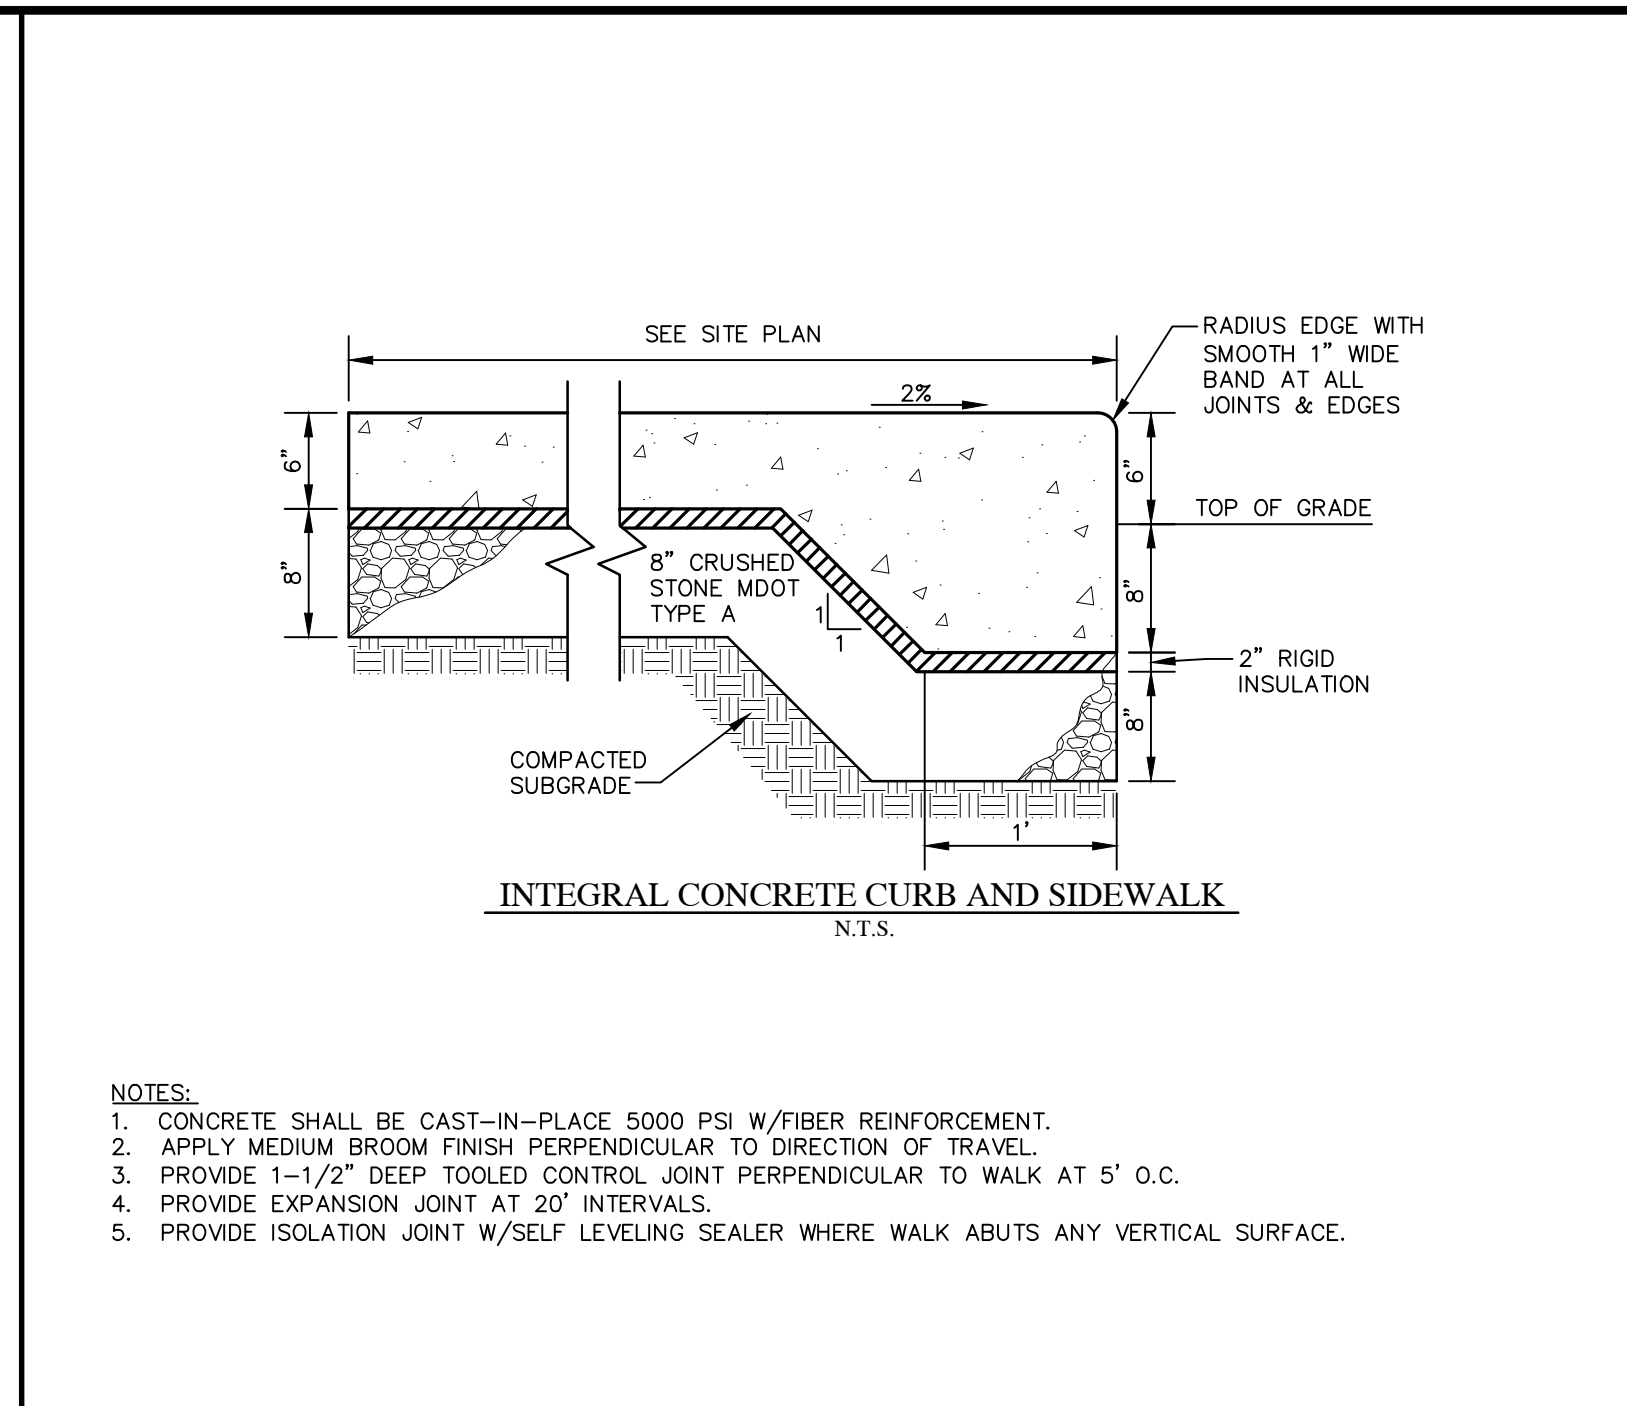 SEE SITE PLAN
RADIUS EDGE WITH
SMOOTH 1" WIDE
BAND AT ALL
JOINTS & EDGES
2%
6"
6"
TOP OF GRADE
8"
8" CRUSHED
STONE MDOT
TYPE A
8"
1
1
2" RIGID
INSULATION
8"
COMPACTED
SUBGRADE
1'
INTEGRAL CONCRETE CURB AND SIDEWALK
N.T.S.
NOTES:
1. CONCRETE SHALL BE CAST-IN-PLACE 5000 PSI W/FIBER REINFORCEMENT.
2. APPLY MEDIUM BROOM FINISH PERPENDICULAR TO DIRECTION OF TRAVEL.
3. PROVIDE 1-1/2" DEEP TOOLED CONTROL JOINT PERPENDICULAR TO WALK AT 5' O.C.
4. PROVIDE EXPANSION JOINT AT 20' INTERVALS.
5. PROVIDE ISOLATION JOINT W/SELF LEVELING SEALER WHERE WALK ABUTS ANY VERTICAL SURFACE.